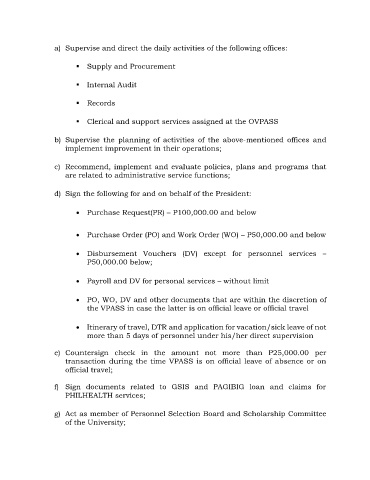 a) Supervise and direct the daily activities of the following offices:
▪ Supply and Procurement
▪ Internal Audit
▪ Records
▪ Clerical and support services assigned at the OVPASS
b) Supervise the planning of activities of the above-mentioned offices and
implement improvement in their operations;
c) Recommend, implement and evaluate policies, plans and programs that
are related to administrative service functions;
d) Sign the following for and on behalf of the President:
• Purchase Request(PR) – P100,000.00 and below
• Purchase Order (PO) and Work Order (WO) – P50,000.00 and below
• Disbursement Vouchers (DV) except for personnel services –
P50,000.00 below;
• Payroll and DV for personal services – without limit
• PO, WO, DV and other documents that are within the discretion of
the VPASS in case the latter is on official leave or official travel
• Itinerary of travel, DTR and application for vacation/sick leave of not
more than 5 days of personnel under his/her direct supervision
e) Countersign check in the amount not more than P25,000.00 per
transaction during the time VPASS is on official leave of absence or on
official travel;
f) Sign documents related to GSIS and PAGIBIG loan and claims for
PHILHEALTH services;
g) Act as member of Personnel Selection Board and Scholarship Committee
of the University;